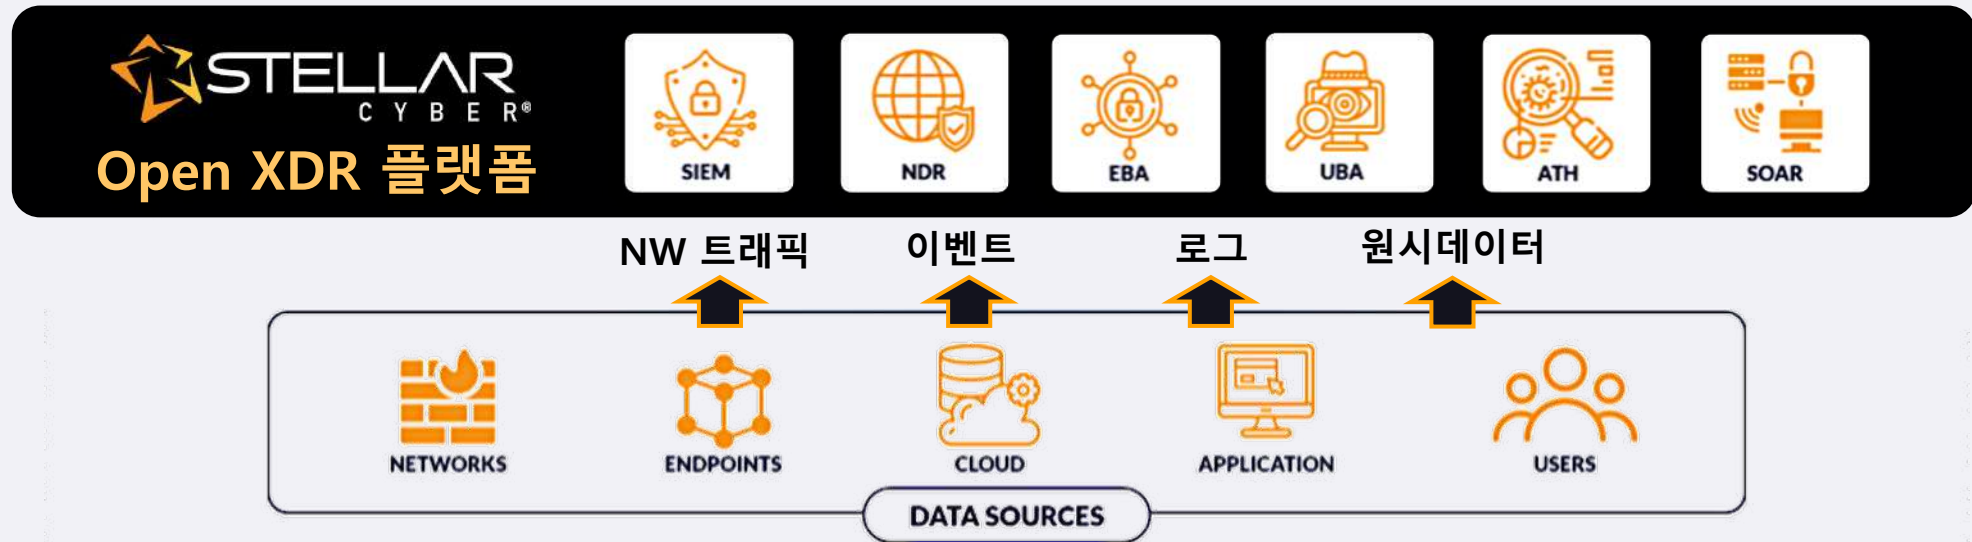 STELLAR
CYBER®
Open XDR 플랫폼
SIEM
NDR
EBA
UBA
ATH
SOAR
NW 트래픽
이벤트
로그
원시데이터
NETWORKS
ENDPOINTS
CLOUD
APPLICATION
USERS
DATA SOURCES